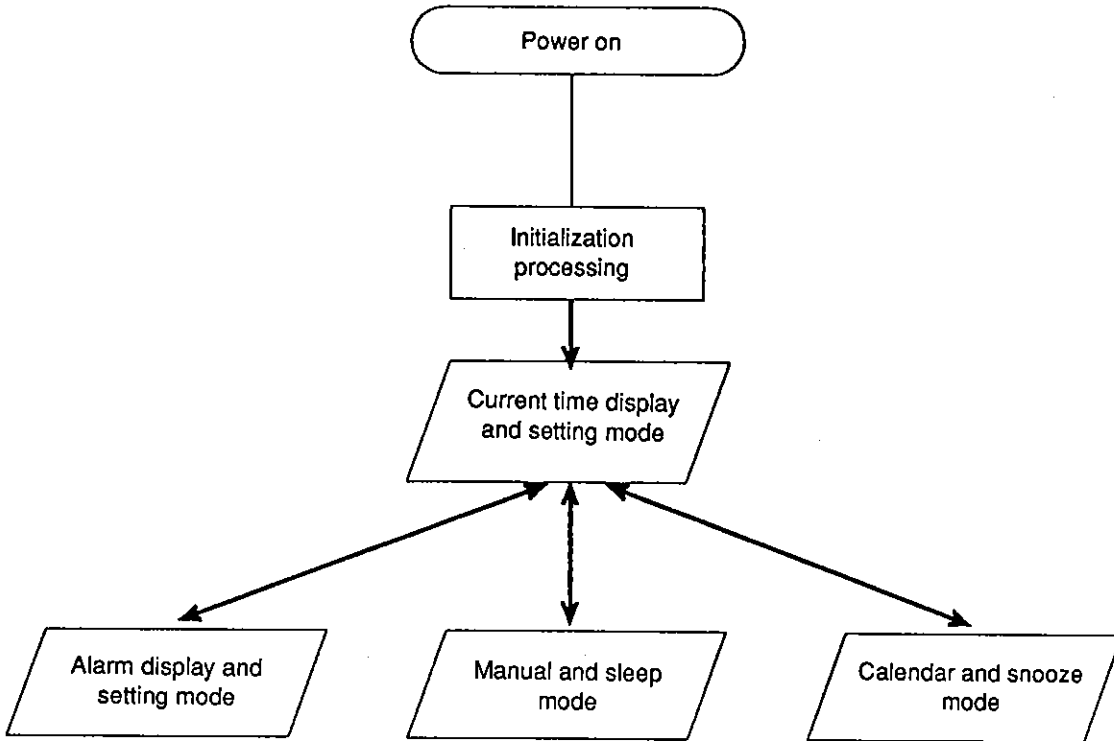 Power on
Initialization
processing
Current time display
and setting mode
Alarm display and
setting mode
Manual and sleep
mode
Calendar and snooze
mode